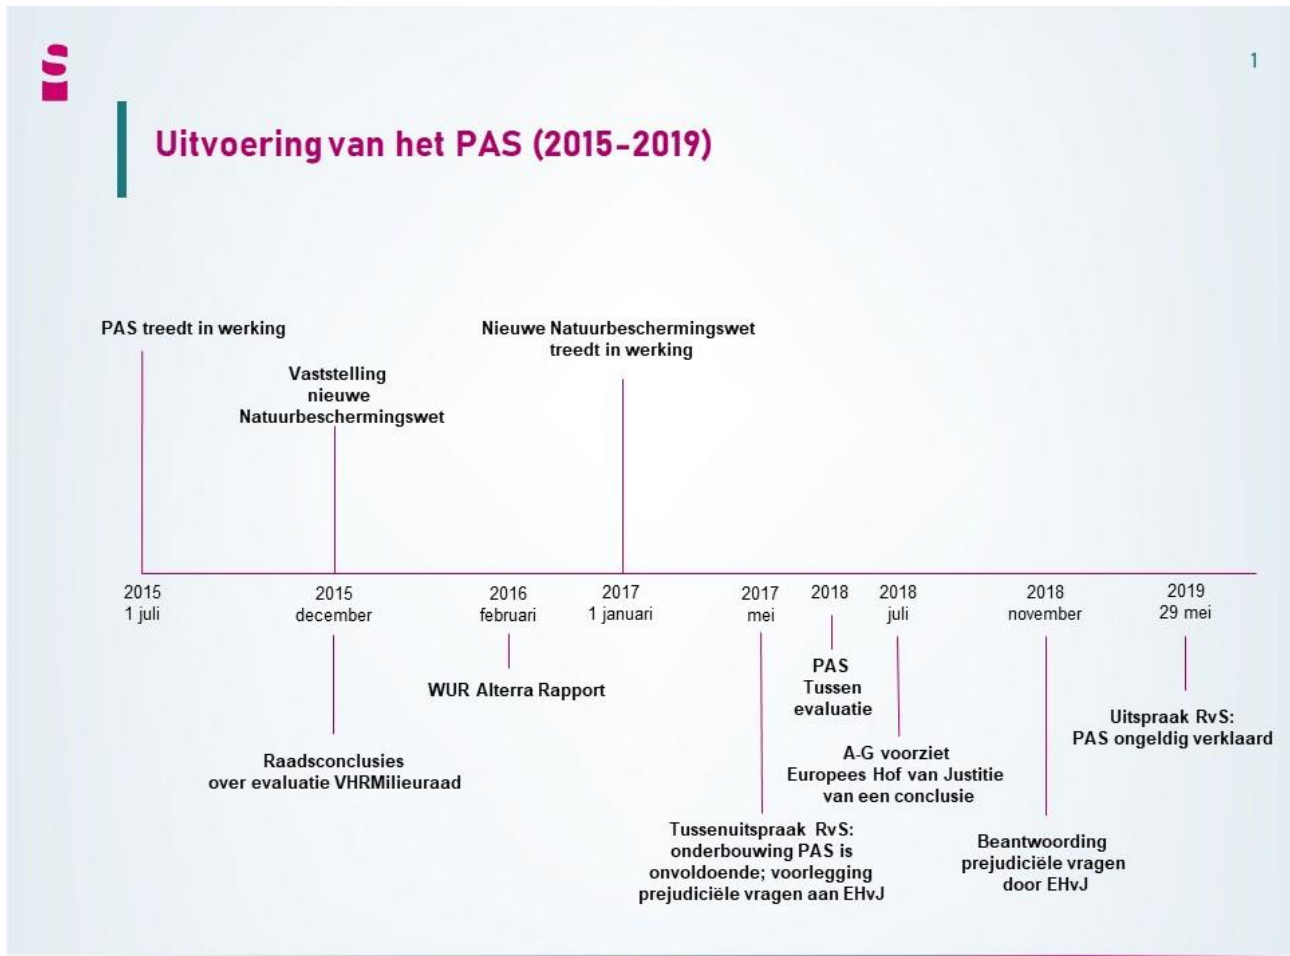 1
Uitvoering van het PAS (2015-2019)
PAS treedt in werking
Vaststelling
nieuwe
Natuurbeschermingswet
Nieuwe Natuurbeschermingswet
treedt in werking
2015
1 juli
2015
december
2016
februari
2017
1 januari
2017
mei
2018
2018
juli
2018
november
2019
29 mei
Raadsconclusies
over evaluatie VHRMilieuraad
WUR Alterra Rapport
Tussenuitspraak RvS:
onderbouwing PAS is
onvoldoende; voorlegging
prejudiciële vragen aan EHvJ
PAS
Tussen
evaluatie
A-G voorziet
Europees Hof van Justitie
van een conclusie
Beantwoording
prejudiciële vragen
door EHvJ
Uitspraak RvS:
PAS ongeldig verklaard